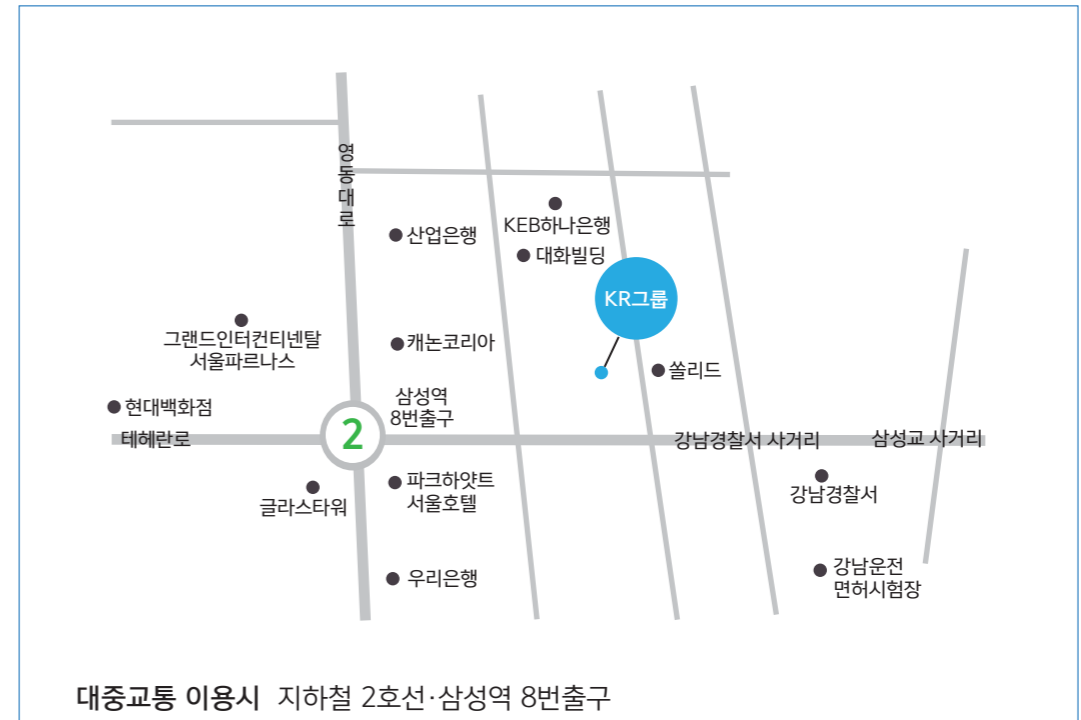 영동대로
KEB하나은행
산업은행
대화빌딩
KR그룹
그랜드인터컨티넨탈
서울파르나스
캐논코리아
쏠리드
현대백화점
삼성역
8번출구
테헤란로
2
강남경찰서 사거리
삼성교 사거리
글라스타워
파크하얏트
서울호텔
강남경찰서
우리은행
강남운전
면허시험장
대중교통 이용시 지하철 2호선·삼성역 8번출구